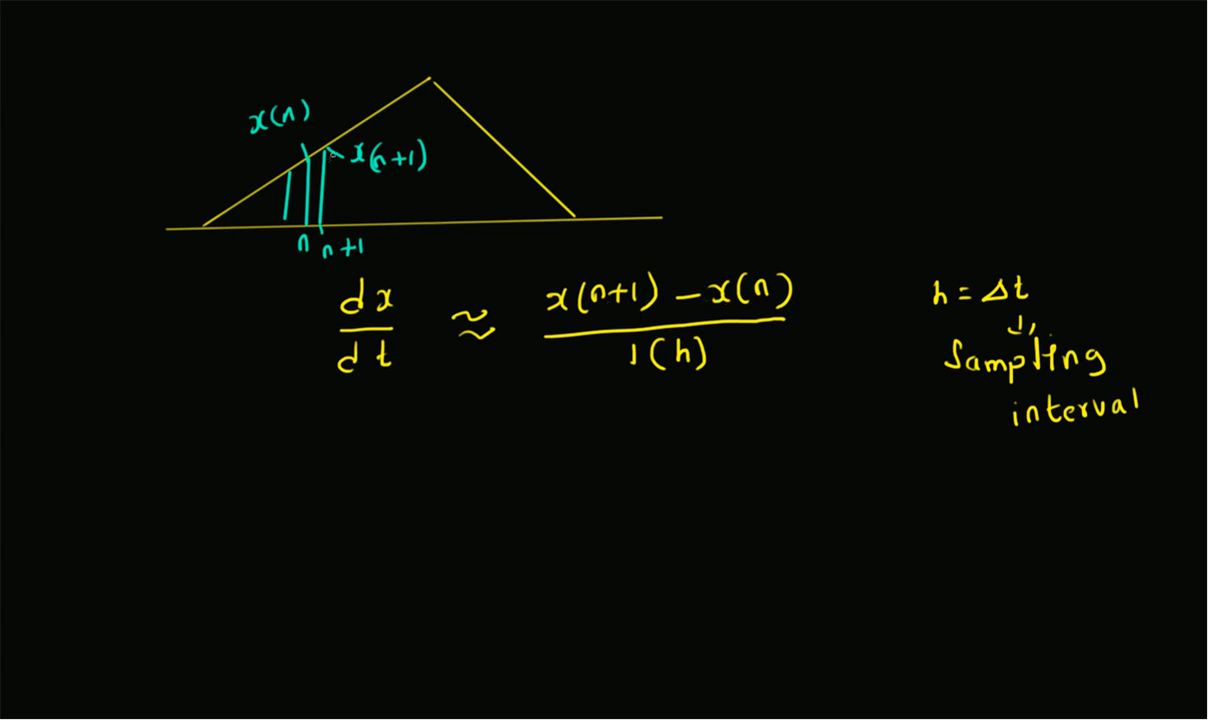 x(n)
x(n+1)
n n+1
dx/dt ≈ x(n+1) - x(n) / 1(h)
h = Δt
↓
Sampling
interval